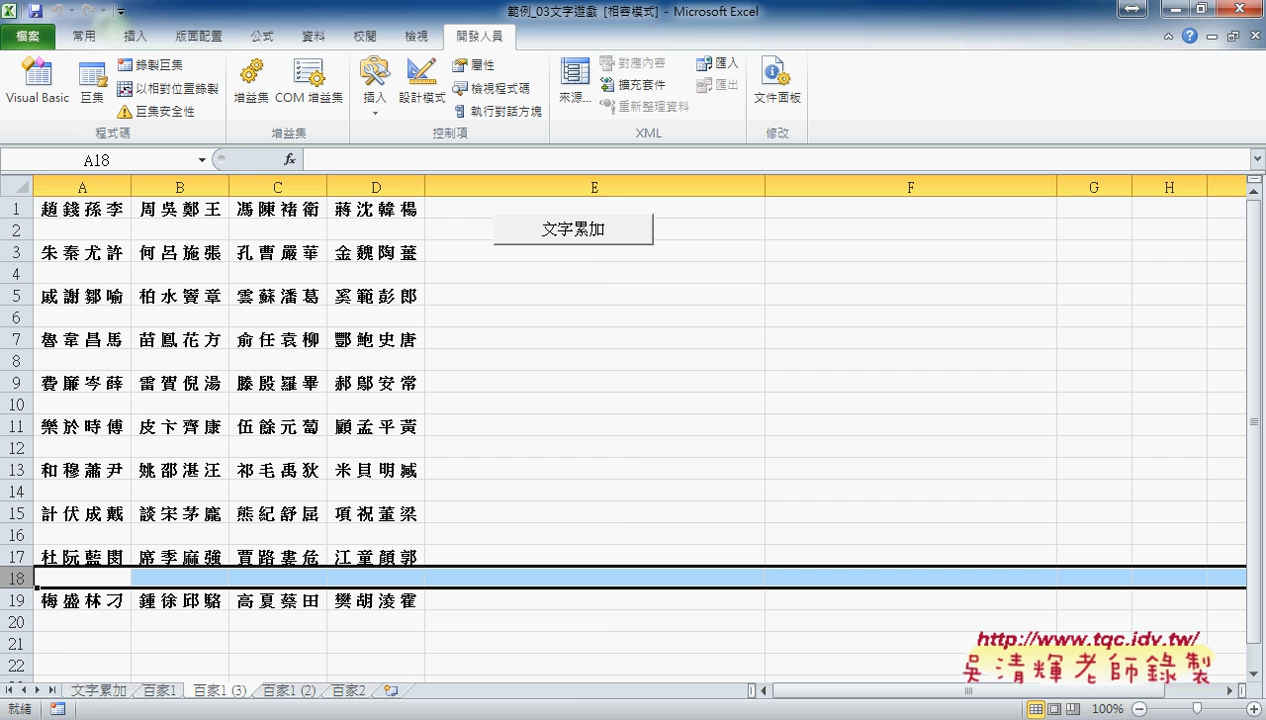 範例_03文字遊戲 [相容模式] - Microsoft Excel
檔案 常用 插入 版面配置 公式 資料 校閱 檢視 開發人員
Visual Basic 巨集 錄製巨集 以相對位置錄製 巨集安全性 增益集 COM 增益集 插入 設計模式 屬性 檢視程式碼 執行對話方塊 來源... 對應內容 擴充套件 重新整理資料 匯入 匯出 文件面板
程式碼 增益集 控制項 XML 修改
A18 fx
A B C D E F G H
1 趙錢孫李 周吳鄭王 馮陳褚衛 蔣沈韓楊
文字累加
2
3 朱秦尤許 何呂施張 孔曹嚴華 金魏陶薑
4
5 戚謝鄒喻 柏水竇章 雲蘇潘葛 奚範彭郎
6
7 魯韋昌馬 苗鳳花方 俞任袁柳 酆鮑史唐
8
9 費廉岑薛 雷賀倪湯 滕殷羅畢 郝鄔安常
10
11 樂於時傅 皮卞齊康 伍餘元蔔 顧孟平黃
12
13 和穆蕭尹 姚邵湛汪 祁毛禹狄 米貝明臧
14
15 計伏成戴 談宋茅龐 熊紀舒屈 項祝董梁
16
17 杜阮藍閔 席季麻強 賈路婁危 江童顏郭
18
19 梅盛林刁 鍾徐邱駱 高夏蔡田 樊胡淩霍
20
21
22
http://www.tqc.idv.tw/
吳清輝老師錄製
文字累加 百家1 百家1 (3) 百家1 (2) 百家2
就緒 100%